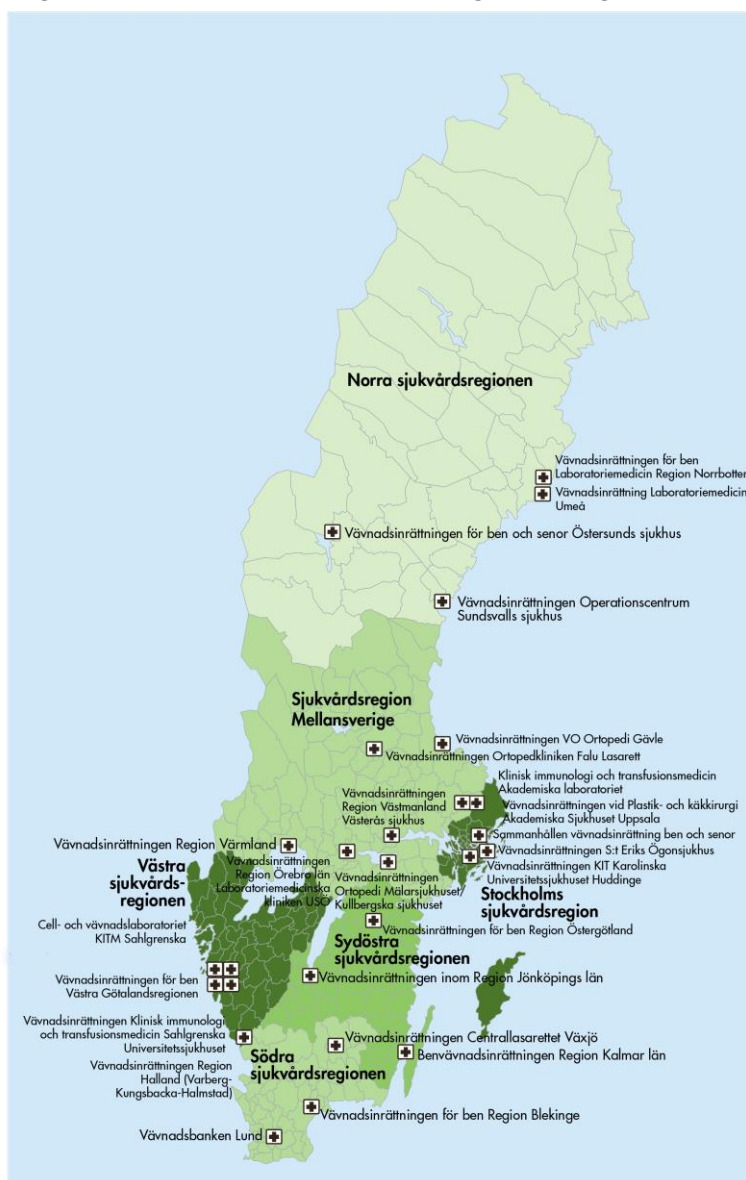 Norra sjukvårdsregionen
Vävnadsinrättningen för ben
Laboratoriemedicin Region Norrbotten
Vävnadsinrättning Laboratoriemedicin
Umeå
Vävnadsinrättningen för ben och senor Östersunds sjukhus
Vävnadsinrättningen Operationscentrum
Sundsvalls sjukhus
Sjukvårdsregion
Mellansverige
Vävnadsinrättningen VO Ortopedi Gävle
Vävnadsinrättningen Ortopedkliniken Falu Lasarett
Klinisk immunologi och transfusionsmedicin
Akademiska laboratoriet
Vävnadsinrättningen
Region Västmanland
Västerås sjukhus
Vävnadsinrättningen vid Plastik- och käkkirurgi
Akademiska Sjukhuset Uppsala
Sammanhållen vävnadsinrättning ben och senor
Vävnadsinrättningen S:t Eriks Ögonsjukhus
Vävnadsinrättningen KIT Karolinska
Universitetssjukhuset Huddinge
Vävnadsinrättningen Region Värmland
Vävnadsinrättningen
Region Örebro län
Laboratoriemedicinska
kliniken USÖ
Vävnadsinrättningen
Ortopedi Mälarsjukhuset/
Kullbergska sjukhuset
Västra
sjukvårds-
regionen
Stockholms
sjukvårdsregion
Cell- och vävnadslaboratoriet
KITM Sahlgrenska
Vävnadsinrättningen för ben Region Östergötland
Sydöstra
sjukvårdsregionen
Vävnadsinrättningen för ben
Västra Götalandsregionen
Vävnadsinrättningen inom Region Jönköpings län
Vävnadsinrättningen Klinisk immunologi
och transfusionsmedicin Sahlgrenska
Universitetssjukhuset
Vävnadsinrättningen Region
Halland (Varberg-
Kungsbacka-Halmstad)
Södra
sjukvårdsregionen
Vävnadsinrättningen Centrallasarettet Växjö
Benvävnadsinrättningen Region Kalmar län
Vävnadsinrättningen för ben Region Blekinge
Vävnadsbanken Lund